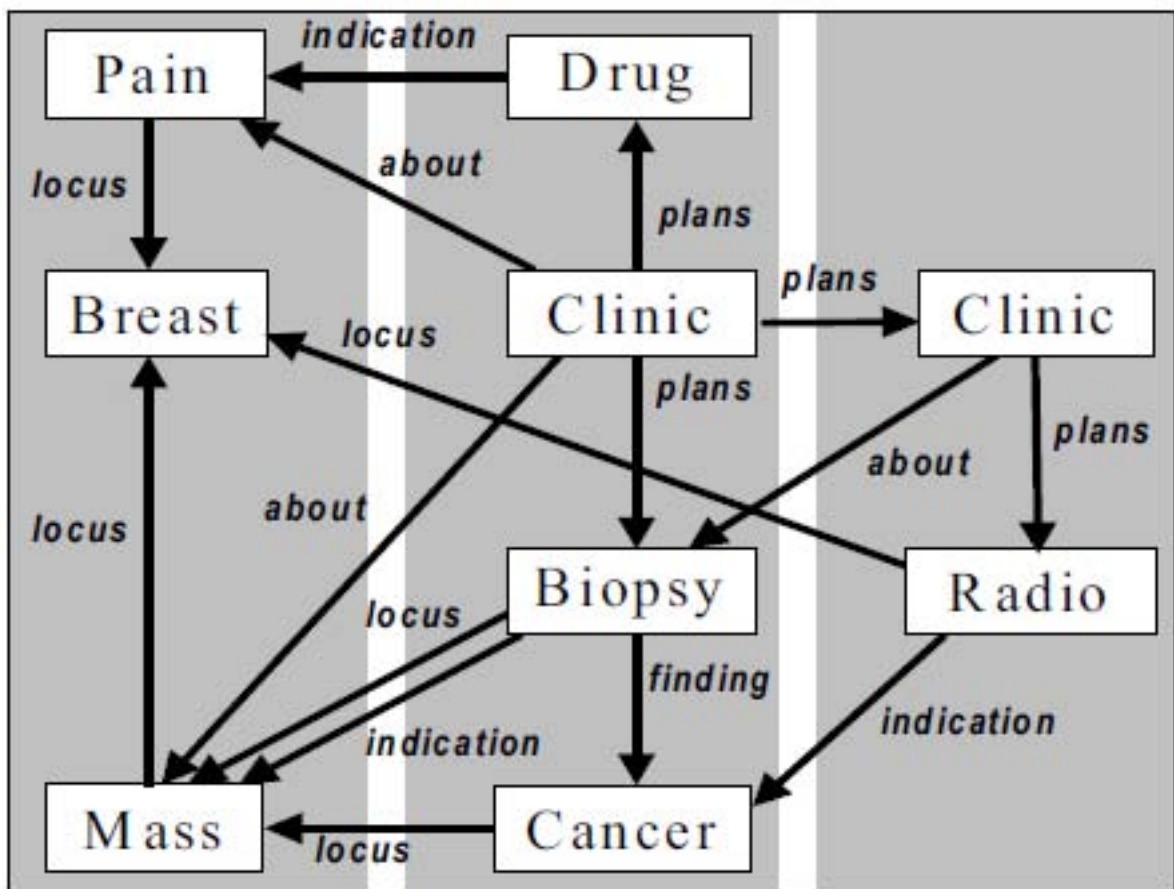 indication
Pain
Drug
about
locus
plans
plans
Breast
Clinic
Clinic
locus
plans
plans
about
locus
about
Biopsy
Radio
locus
finding
indication
indication
Mass
Cancer
locus